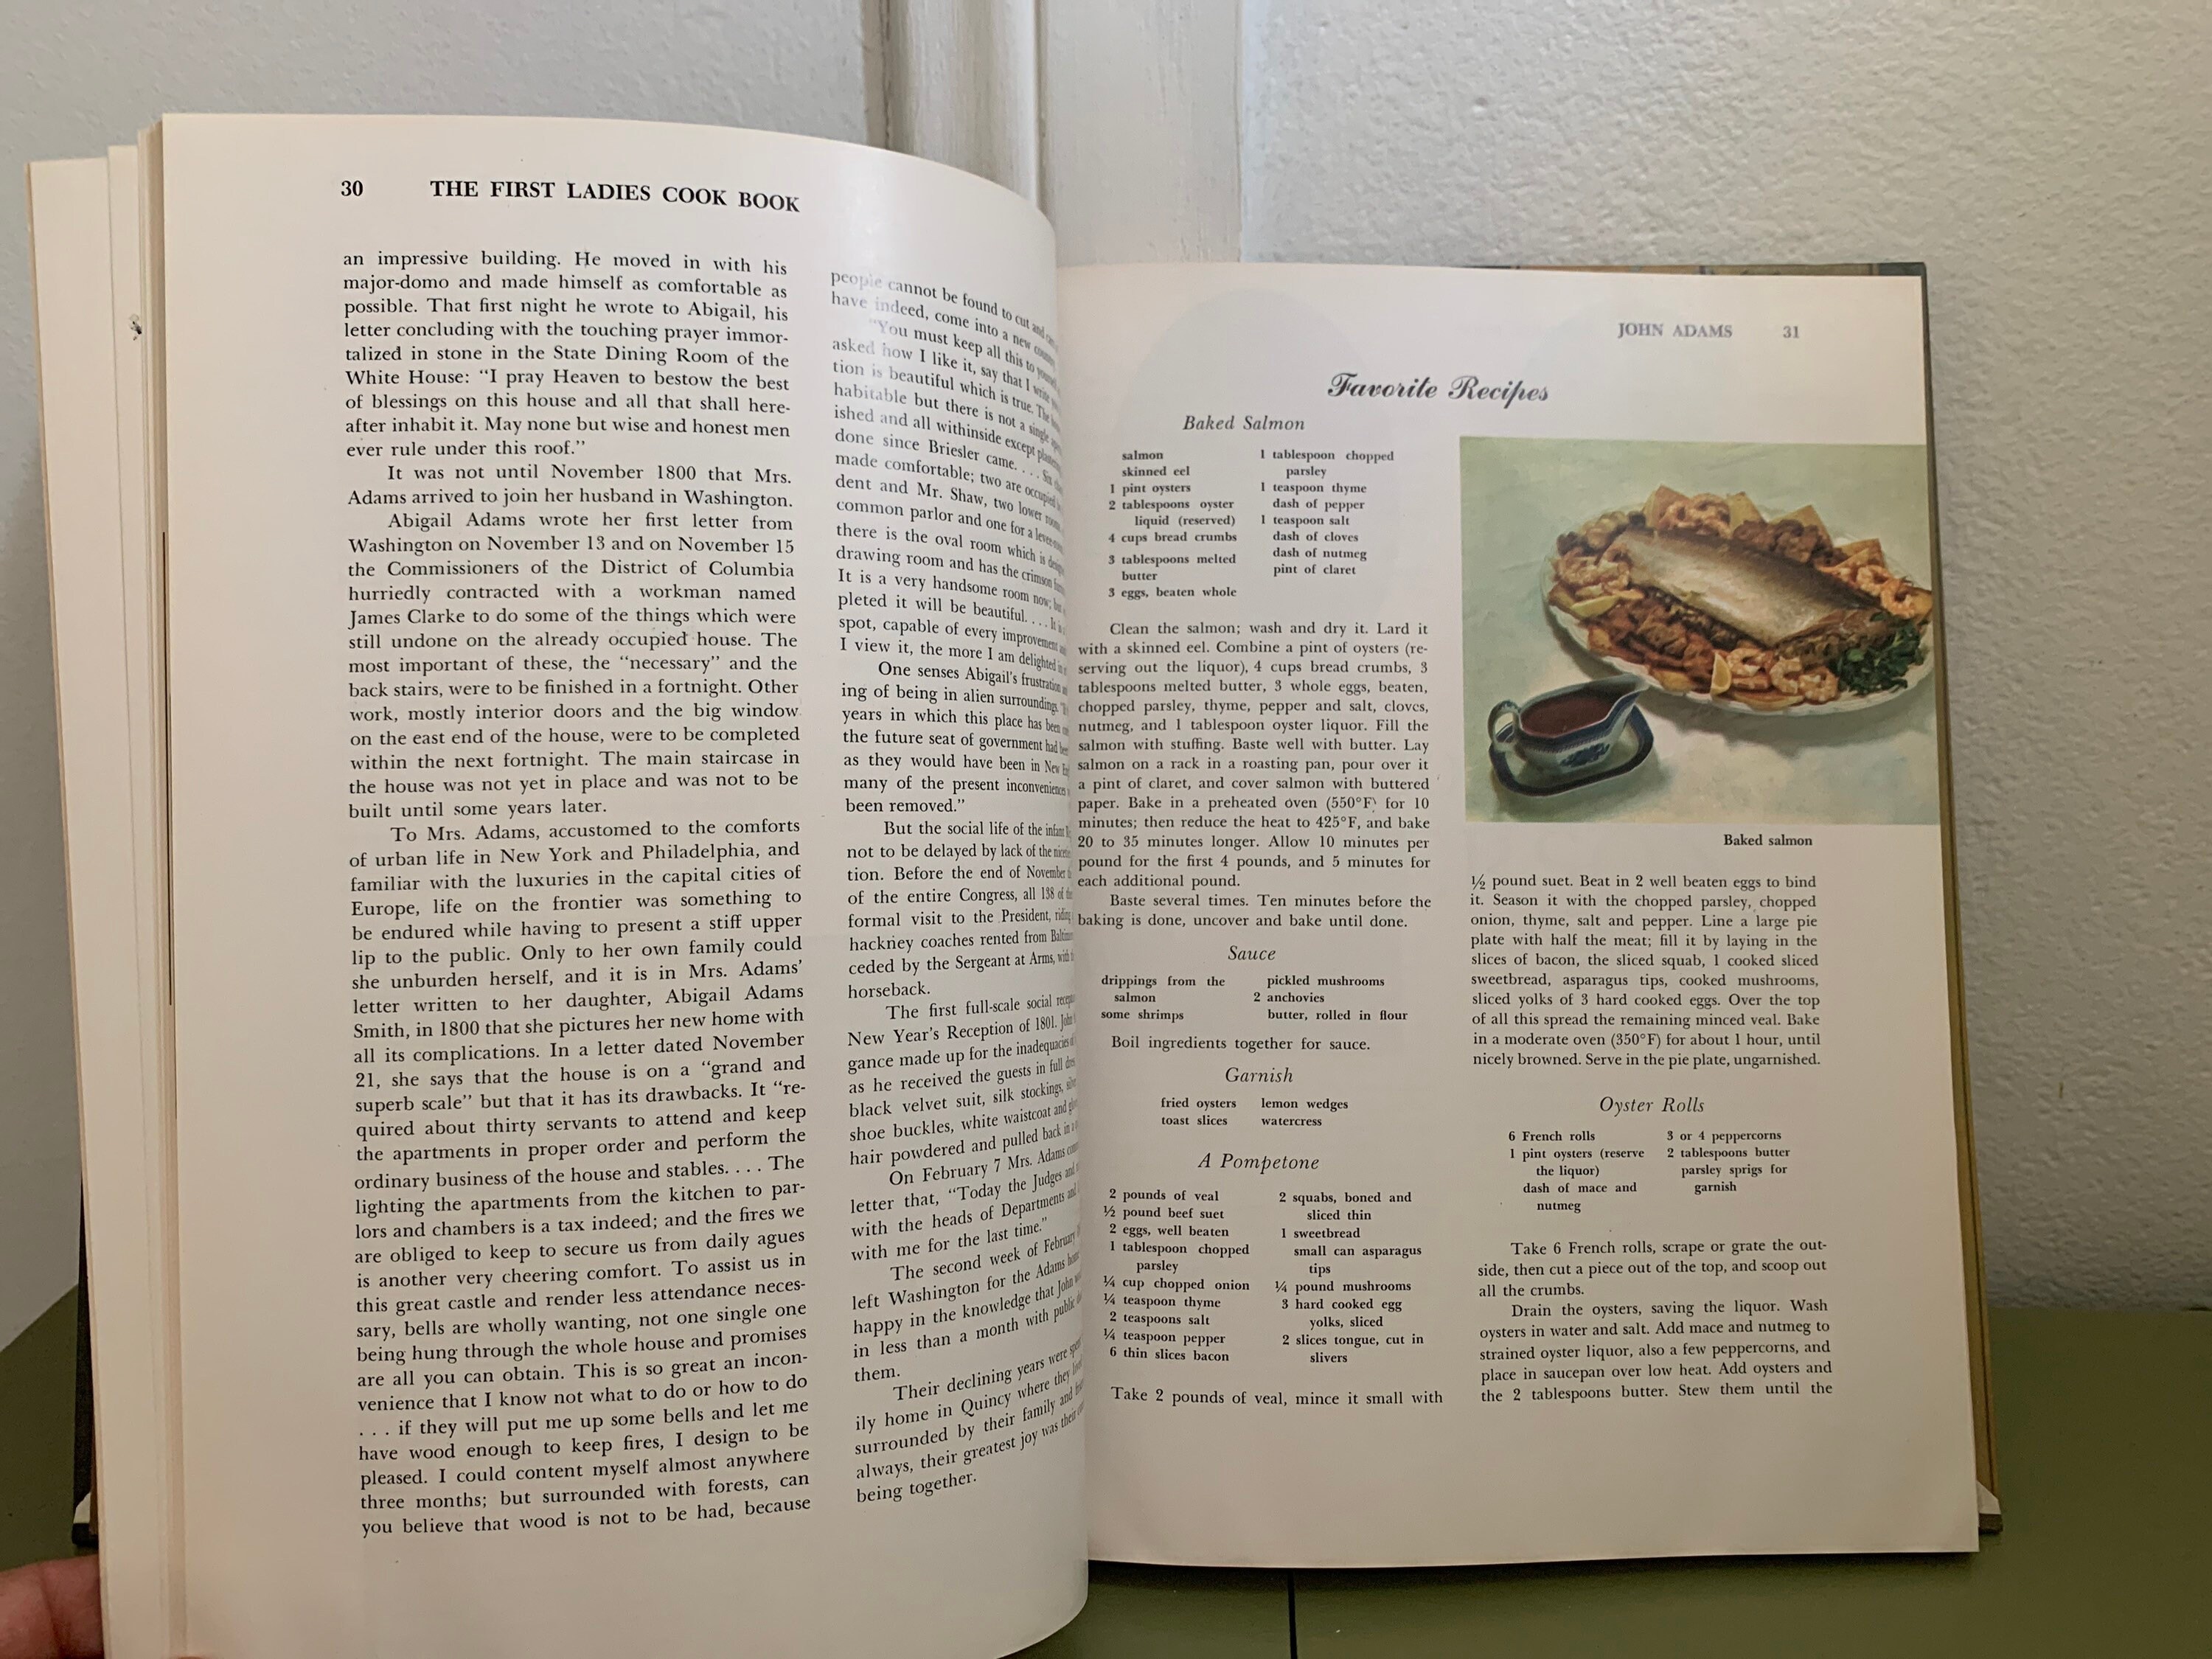 30 THE FIRST LADIES COOK BOOK
an impressive building. He moved in with his
major-domo and made himself as comfortable as
possible. That first night he wrote to Abigail, his
letter concluding with the touching prayer immor-
talized in stone in the State Dining Room of the
White House: “I pray Heaven to bestow the best
of blessings on this house and all that shall here-
after inhabit it. May none but wise and honest men
ever rule under this roof.”
It was not until November 1800 that Mrs.
Adams arrived to join her husband in Washington.
Abigail Adams wrote her first letter from
Washington on November 13 and on November 15
the Commissioners of the District of Columbia
hurriedly contracted with a workman named
James Clarke to do some of the things which were
still undone on the already occupied house. The
most important of these, the “necessary” and the
back stairs, were to be finished in a fortnight. Other
work, mostly interior doors and the big window
on the east end of the house, were to be completed
within the next fortnight. The main staircase in
the house was not yet in place and was not to be
built until some years later.
To Mrs. Adams, accustomed to the comforts
of urban life in New York and Philadelphia, and
familiar with the luxuries in the capital cities of
Europe, life on the frontier was something to
be endured while having to present a stiff upper
lip to the public. Only to her own family could
she unburden herself, and it is in Mrs. Adams’
letter written to her daughter, Abigail Adams
Smith, in 1800 that she pictures her new home with
all its complications. In a letter dated November
21, she says that the house is on a “grand and
superb scale” but that it has its drawbacks. It “re-
quired about thirty servants to attend and keep
the apartments in proper order and perform the
ordinary business of the house and stables. . . . The
lighting the apartments from the kitchen to par-
lors and chambers is a tax indeed; and the fires we
are obliged to keep to secure us from daily agues
is another very cheering comfort. To assist us in
this great castle and render less attendance neces-
sary, bells are wholly wanting, not one single one
being hung through the whole house and promises
are all you can obtain. This is so great an incon-
venience that I know not what to do or how to do
. . . if they will put me up some bells and let me
have wood enough to keep fires, I design to be
pleased. I could content myself almost anywhere
three months; but surrounded with forests, can
you believe that wood is not to be had, because
people cannot be found to cut and
have indeed, come into a new
“You must keep all this to
asked how I like it, say that I
tion is beautiful which is true. The
habitable but there is not a single
ished and all withinside except
done since Briesler came. . . . Six
made comfortable; two are occupied
dent and Mr. Shaw, two lower rooms
common parlor and one for a
there is the oval room which is
drawing room and has the crimson
It is a very handsome room now; but
pleted it will be beautiful. . . . It is
spot, capable of every improvement
I view it, the more I am delighted
One senses Abigail’s frustration
ing of being in alien surroundings.
years in which this place has been
the future seat of government had
as they would have been in New
many of the present inconveniences
been removed.”
But the social life of the infant
not to be delayed by lack of the
tion. Before the end of November
of the entire Congress, all 138 of
formal visit to the President, riding
hackney coaches rented from
ceded by the Sergeant at Arms, with
horseback.
The first full-scale social
New Year’s Reception of 1801. John
gance made up for the inadequacies
as he received the guests in full dress
black velvet suit, silk stockings,
shoe buckles, white waistcoat and
hair powdered and pulled back in a
On February 7 Mrs. Adams
letter that, “Today the Judges and
with the heads of Departments and
with me for the last time.”
The second week of February
left Washington for the Adams
happy in the knowledge that John
in less than a month with public
them.
Their declining years were
ily home in Quincy where they
surrounded by their family and
always, their greatest joy was their
being together.
JOHN ADAMS 31
Favorite Recipes
Baked Salmon
salmon
skinned eel
1 pint oysters
2 tablespoons oyster
liquid (reserved)
4 cups bread crumbs
3 tablespoons melted
butter
3 eggs, beaten whole
1 tablespoon chopped
parsley
1 teaspoon thyme
dash of pepper
1 teaspoon salt
dash of cloves
dash of nutmeg
pint of claret
Clean the salmon; wash and dry it. Lard it
with a skinned eel. Combine a pint of oysters (re-
serving out the liquor), 4 cups bread crumbs, 3
tablespoons melted butter, 3 whole eggs, beaten,
chopped parsley, thyme, pepper and salt, cloves,
nutmeg, and 1 tablespoon oyster liquor. Fill the
salmon with stuffing. Baste well with butter. Lay
salmon on a rack in a roasting pan, pour over it
a pint of claret, and cover salmon with buttered
paper. Bake in a preheated oven (550°F) for 10
minutes; then reduce the heat to 425°F, and bake
20 to 35 minutes longer. Allow 10 minutes per
pound for the first 4 pounds, and 5 minutes for
each additional pound.
Baste several times. Ten minutes before the
baking is done, uncover and bake until done.
Sauce
drippings from the
salmon
some shrimps
pickled mushrooms
2 anchovies
butter, rolled in flour
Boil ingredients together for sauce.
Garnish
fried oysters
toast slices
lemon wedges
watercress
A Pompetone
2 pounds of veal
½ pound beef suet
2 eggs, well beaten
1 tablespoon chopped
parsley
¼ cup chopped onion
¼ teaspoon thyme
2 teaspoons salt
¼ teaspoon pepper
6 thin slices bacon
2 squabs, boned and
sliced thin
1 sweetbread
small can asparagus
tips
¼ pound mushrooms
3 hard cooked egg
yolks, sliced
2 slices tongue, cut in
slivers
Take 2 pounds of veal, mince it small with
Baked salmon
½ pound suet. Beat in 2 well beaten eggs to bind
it. Season it with the chopped parsley, chopped
onion, thyme, salt and pepper. Line a large pie
plate with half the meat; fill it by laying in the
slices of bacon, the sliced squab, 1 cooked sliced
sweetbread, asparagus tips, cooked mushrooms,
sliced yolks of 3 hard cooked eggs. Over the top
of all this spread the remaining minced veal. Bake
in a moderate oven (350°F) for about 1 hour, until
nicely browned. Serve in the pie plate, ungarnished.
Oyster Rolls
6 French rolls
1 pint oysters (reserve
the liquor)
dash of mace and
nutmeg
3 or 4 peppercorns
2 tablespoons butter
parsley sprigs for
garnish
Take 6 French rolls, scrape or grate the out-
side, then cut a piece out of the top, and scoop out
all the crumbs.
Drain the oysters, saving the liquor. Wash
oysters in water and salt. Add mace and nutmeg to
strained oyster liquor, also a few peppercorns, and
place in saucepan over low heat. Add oysters and
the 2 tablespoons butter. Stew them until the